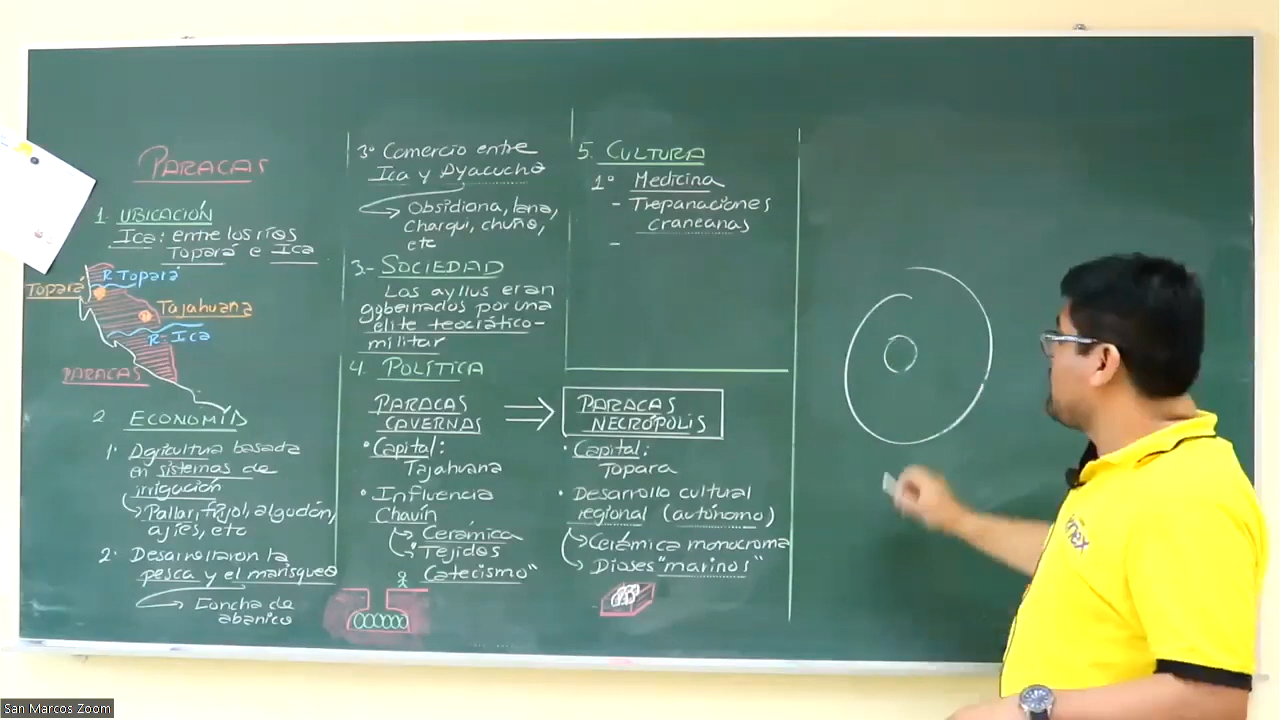 PARACAS
1. UBICACIÓN
Ica: entre los ríos
Topará e Ica
R. Topará
Topará
Tajahuana
R. Ica
PARACAS
2 ECONOMIA
1. Agricultura basada
en sistemas de
irrigación
Pallar, frijol, algodón,
ajíes, etc
2. Desarrollaron la
pesca y el marisqueo
Concha de
abanico
3º Comercio entre
Ica y Ayacucho
Obsidiana, lana,
charqui, chuño,
etc
3.- SOCIEDAD
Los ayllus eran
gobernados por una
élite teocrático-
militar
4. POLÍTICA
PARACAS
CAVERNAS
• Capital:
Tajahuana
• Influencia
Chavín
Cerámica
Tejidos
Catecismo"
PARACAS
NECRÓPOLIS
• Capital:
Topara
• Desarrollo cultural
regional (autónomo)
Cerámica monocroma
Dioses "marinos"
5. CULTURA
1º Medicina
- Trepanaciones
craneanas
-
San Marcos Zoom